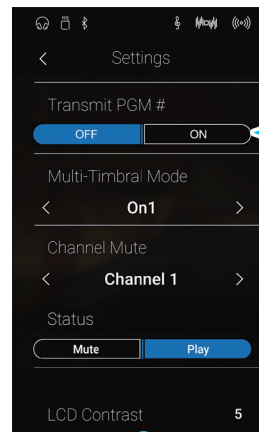 Settings
Transmit PGM #
OFF ON
Multi-Timbral Mode
On1
Channel Mute
Channel 1
Status
Mute Play
LCD Contrast 5